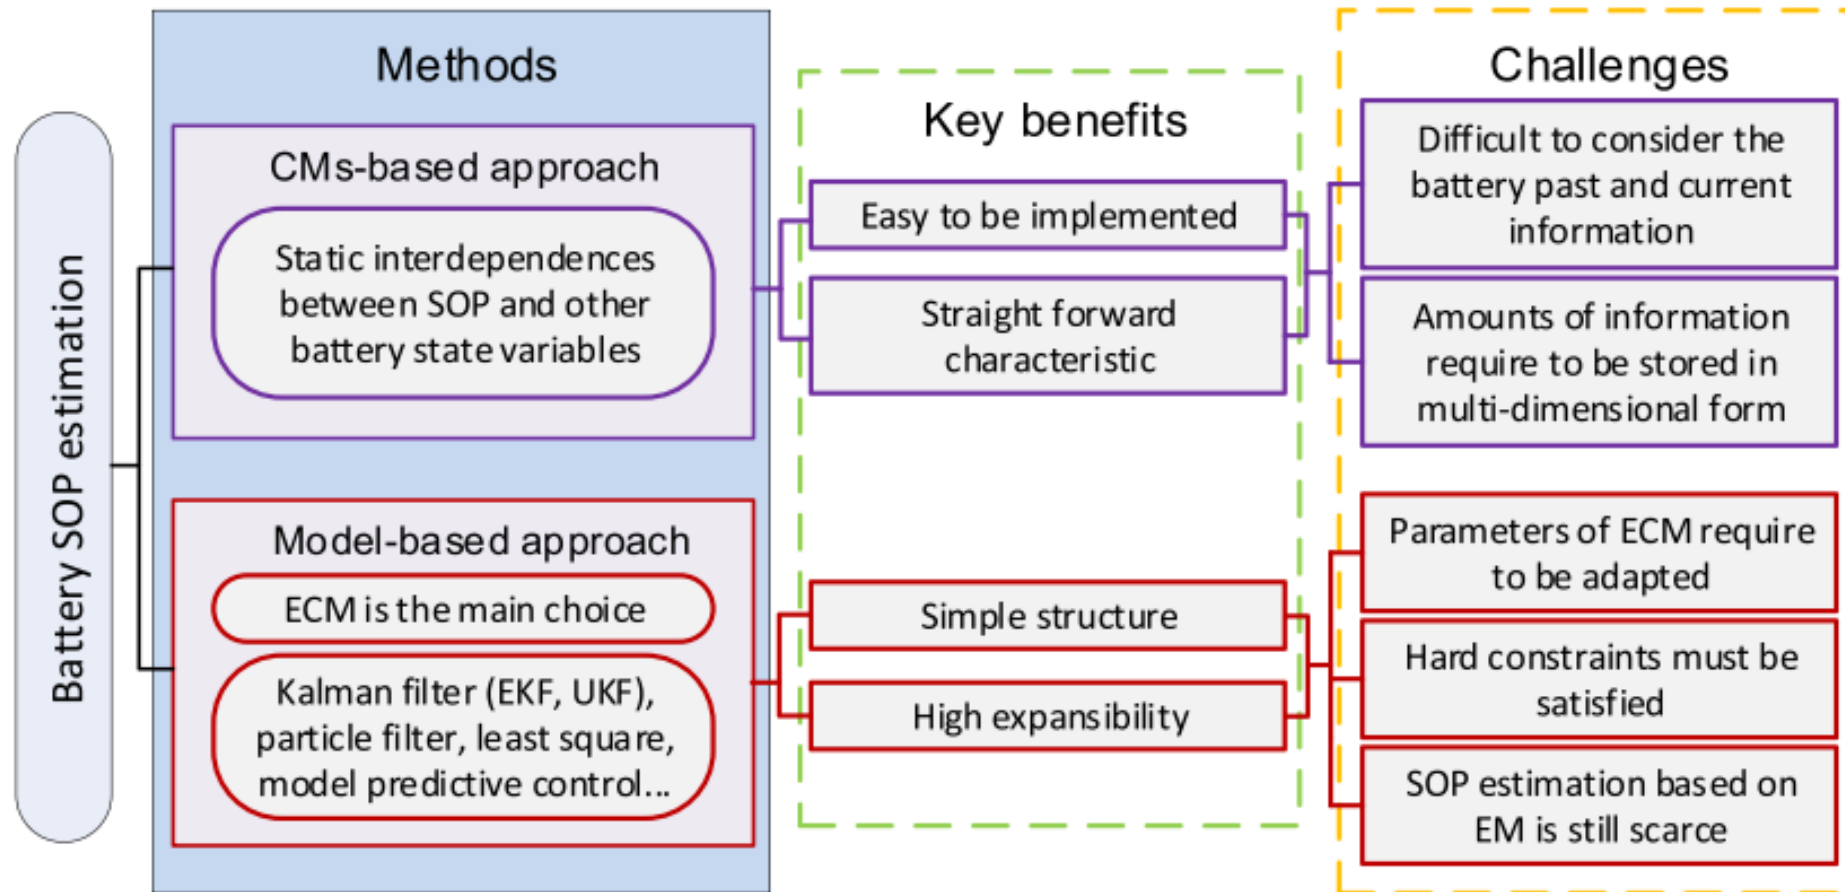 Battery SOP estimation
Methods
CMs-based approach
Static interdependences
between SOP and other
battery state variables
Model-based approach
ECM is the main choice
Kalman filter (EKF, UKF),
particle filter, least square,
model predictive control...
Key benefits
Easy to be implemented
Straight forward
characteristic
Simple structure
High expansibility
Challenges
Difficult to consider the
battery past and current
information
Amounts of information
require to be stored in
multi-dimensional form
Parameters of ECM require
to be adapted
Hard constraints must be
satisfied
SOP estimation based on
EM is still scarce